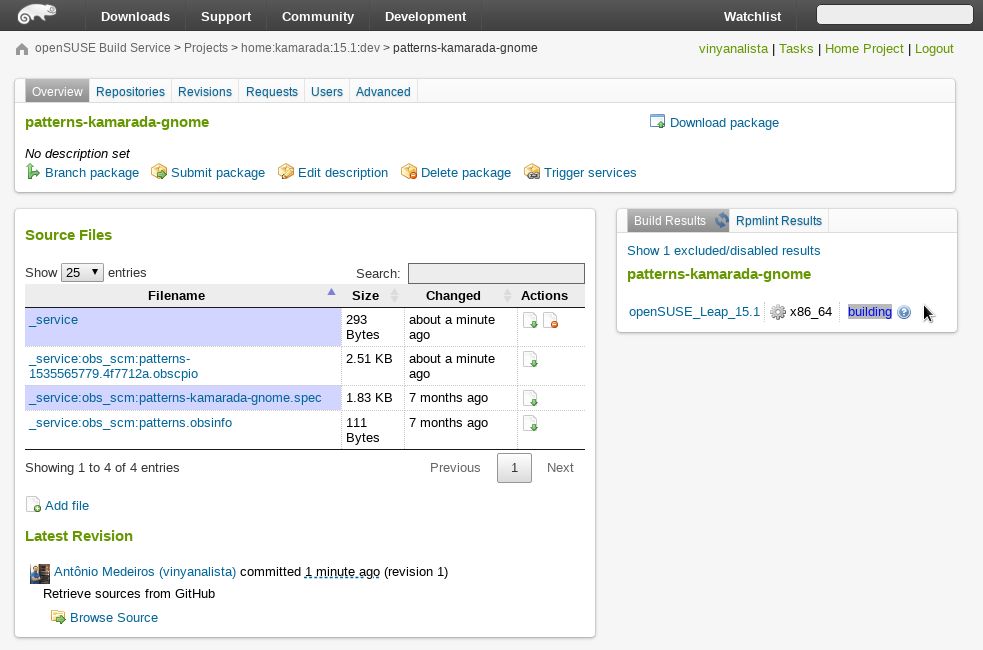 Downloads Support Community Development Watchlist
openSUSE Build Service > Projects > home:kamarada:15.1:dev > patterns-kamarada-gnome
vinyanalista | Tasks | Home Project | Logout
Overview Repositories Revisions Requests Users Advanced
patterns-kamarada-gnome
Download package
No description set
Branch package Submit package Edit description Delete package Trigger services
Source Files
Show 25 entries
Search:
Filename Size Changed Actions
_service 293 Bytes about a minute ago
_service:obs_scm:patterns-1535565779.4f7712a.obscpio 2.51 KB about a minute ago
_service:obs_scm:patterns-kamarada-gnome.spec 1.83 KB 7 months ago
_service:obs_scm:patterns.obsinfo 111 Bytes 7 months ago
Showing 1 to 4 of 4 entries
Previous 1 Next
Add file
Latest Revision
Antônio Medeiros (vinyanalista) committed 1 minute ago (revision 1)
Retrieve sources from GitHub
Browse Source
Build Results Rpmlint Results
Show 1 excluded/disabled results
patterns-kamarada-gnome
openSUSE_Leap_15.1 x86_64 building